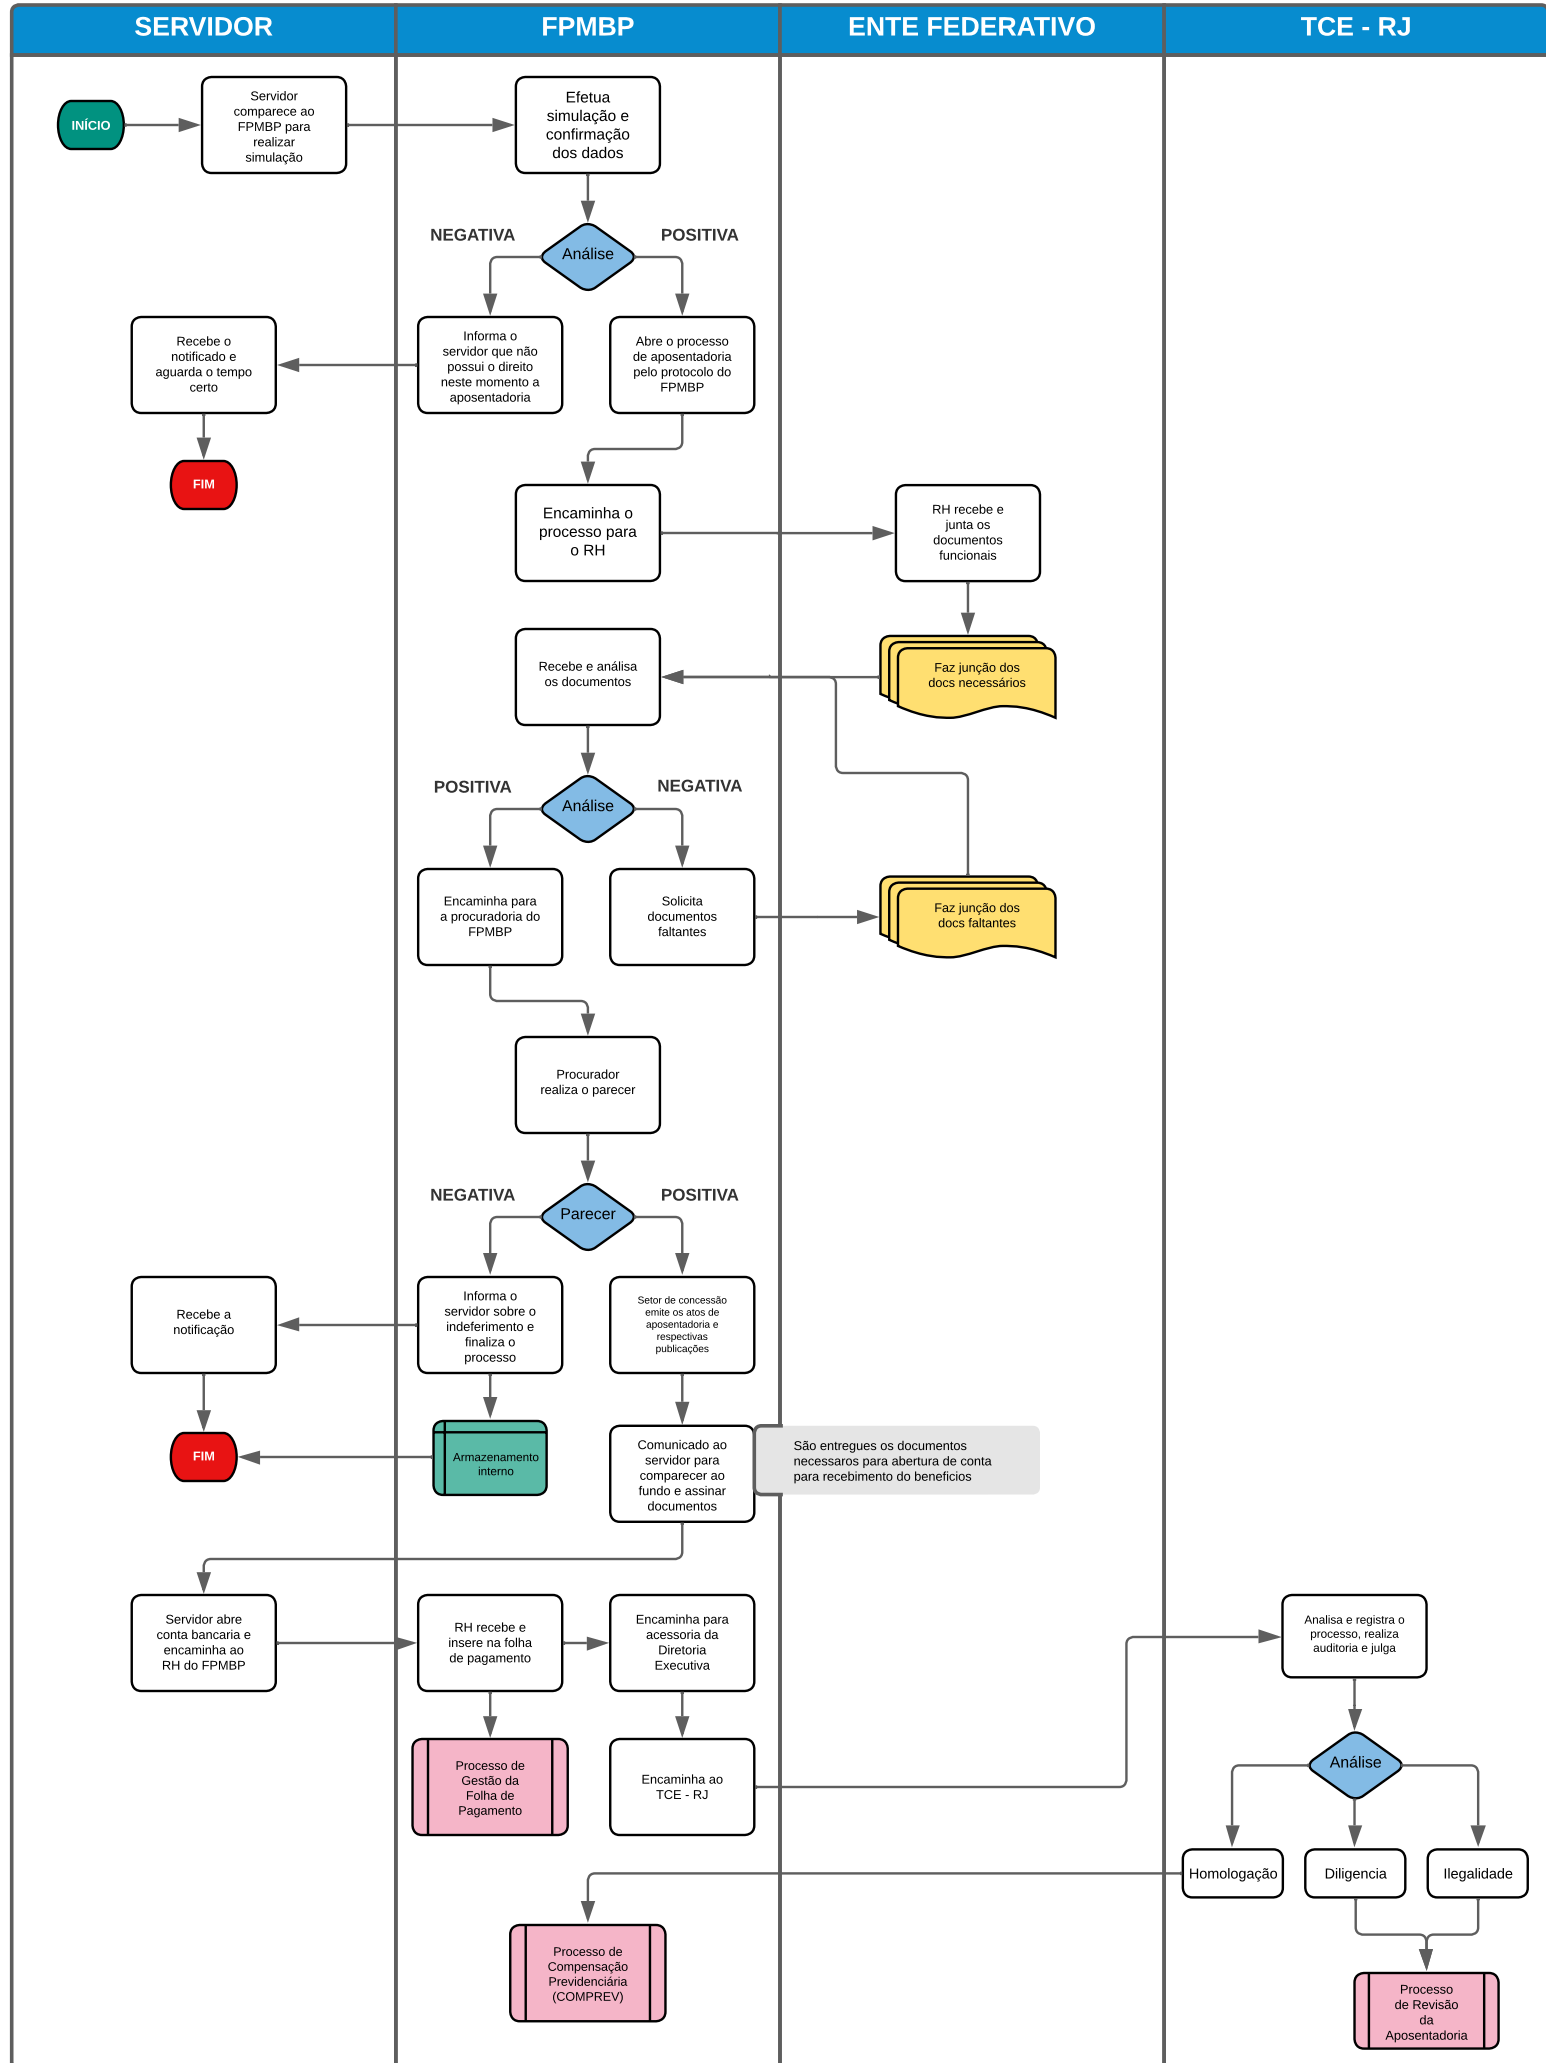 SERVIDOR
FPMBP
ENTE FEDERATIVO
TCE - RJ
INÍCIO
Servidor
comparece ao
FPMBP para
realizar
simulação
Efetua
simulação e
confirmação
dos dados
Análise
NEGATIVA
POSITIVA
Recebe o
notificado e
aguarda o tempo
certo
Informa o
servidor que não
possui o direito
neste momento a
aposentadoria
Abre o processo
de aposentadoria
pelo protocolo do
FPMBP
FIM
Encaminha o
processo para
o RH
RH recebe e
junta os
documentos
funcionais
Recebe e análisa
os documentos
Faz junção dos
docs necessários
Análise
POSITIVA
NEGATIVA
Encaminha para
a procuradoria do
FPMBP
Solicita
documentos
faltantes
Faz junção dos
docs faltantes
Procurador
realiza o parecer
Parecer
NEGATIVA
POSITIVA
Recebe a
notificação
Informa o
servidor sobre o
indeferimento e
finaliza o
processo
Setor de concessão
emite os atos de
aposentadoria e
respectivas
publicações
FIM
Armazenamento
interno
Comunicado ao
servidor para
comparecer ao
fundo e assinar
documentos
São entregues os documentos
necessaros para abertura de conta
para recebimento do beneficios
Servidor abre
conta bancaria e
encaminha ao
RH do FPMBP
RH recebe e
insere na folha
de pagamento
Encaminha para
acessoria da
Diretoria
Executiva
Analisa e registra o
processo, realiza
auditoria e julga
Processo de
Gestão da
Folha de
Pagamento
Encaminha ao
TCE - RJ
Análise
Homologação
Diligencia
Ilegalidade
Processo de
Compensação
Previdenciária
(COMPREV)
Processo
de Revisão
da
Aposentadoria